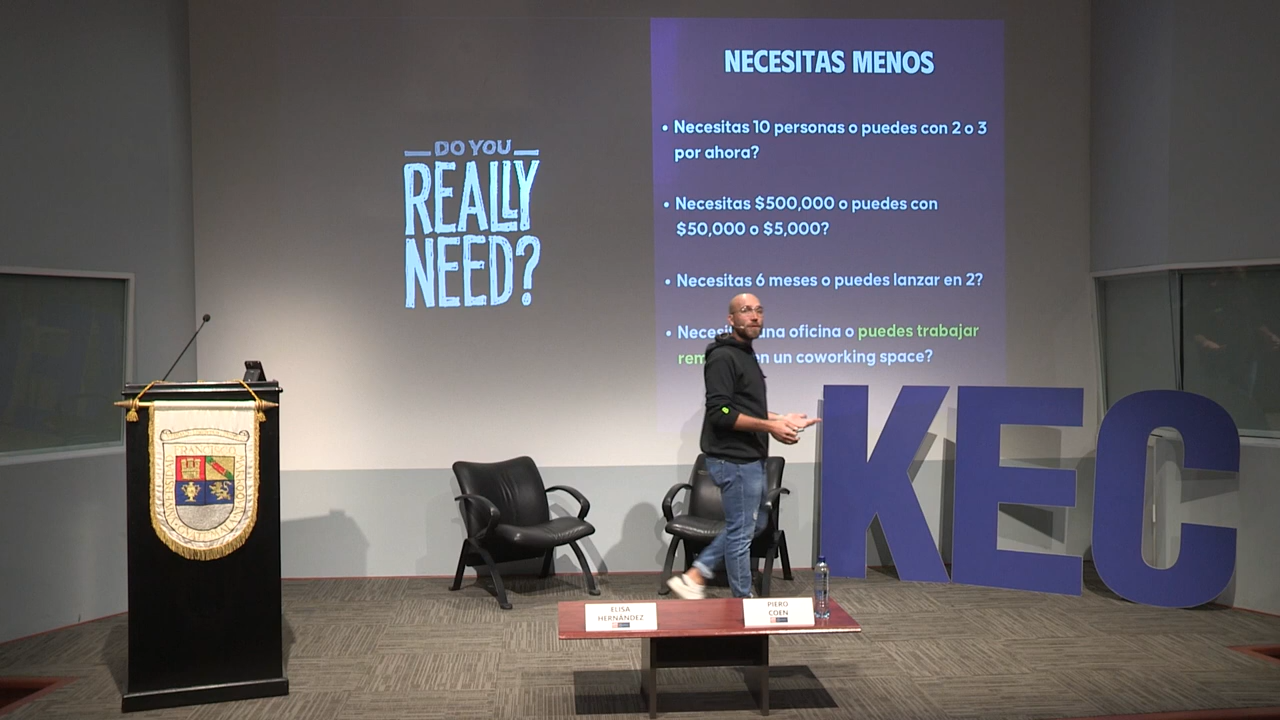 DO YOU
REALLY
NEED?
NECESITAS MENOS
• Necesitas 10 personas o puedes con 2 o 3
por ahora?
• Necesitas $500,000 o puedes con
$50,000 o $5,000?
• Necesitas 6 meses o puedes lanzar en 2?
• Necesi una oficina o puedes trabajar
rem en un coworking space?
KEC
FRANCISCO
ELISA
HERNÁNDEZ
PIERO
COEN